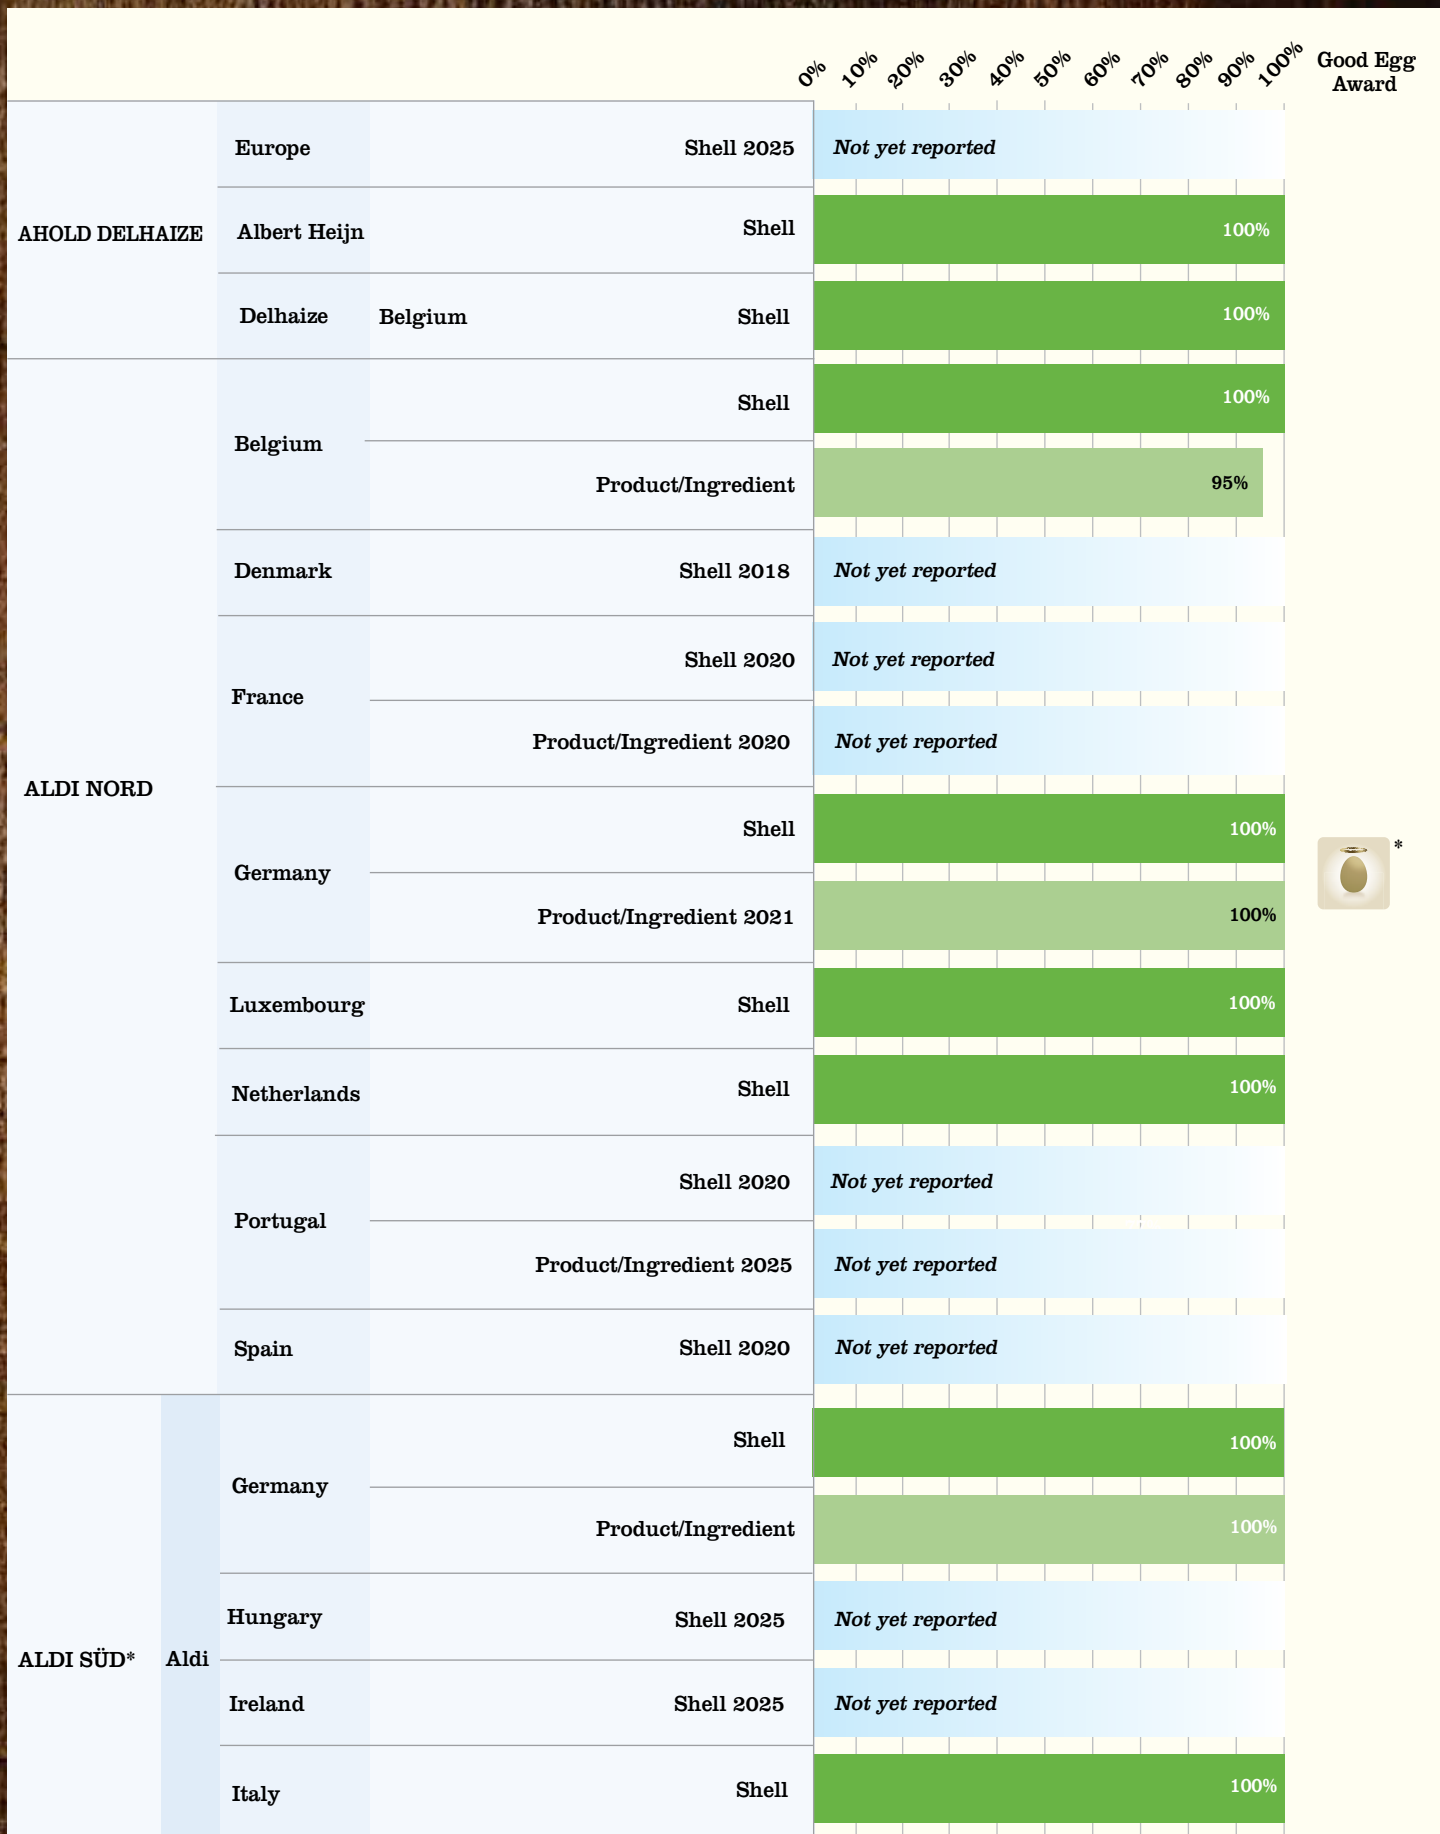 0% 10% 20% 30% 40% 50% 60% 70% 80% 90% 100% Good Egg
Award
Europe Shell 2025 Not yet reported
AHOLD DELHAIZE Albert Heijn Shell 100%
Delhaize Belgium Shell 100%
Shell 100%
Belgium
Product/Ingredient 95%
Denmark Shell 2018 Not yet reported
Shell 2020 Not yet reported
France
Product/Ingredient 2020 Not yet reported
ALDI NORD
Shell 100%
*
Germany
Product/Ingredient 2021 100%
Luxembourg Shell 100%
Netherlands Shell 100%
Shell 2020 Not yet reported
Portugal
Product/Ingredient 2025 Not yet reported
Spain Shell 2020 Not yet reported
Shell 100%
Germany
Product/Ingredient 100%
Hungary Shell 2025 Not yet reported
ALDI SÜD* Aldi
Ireland Shell 2025 Not yet reported
Italy Shell 100%